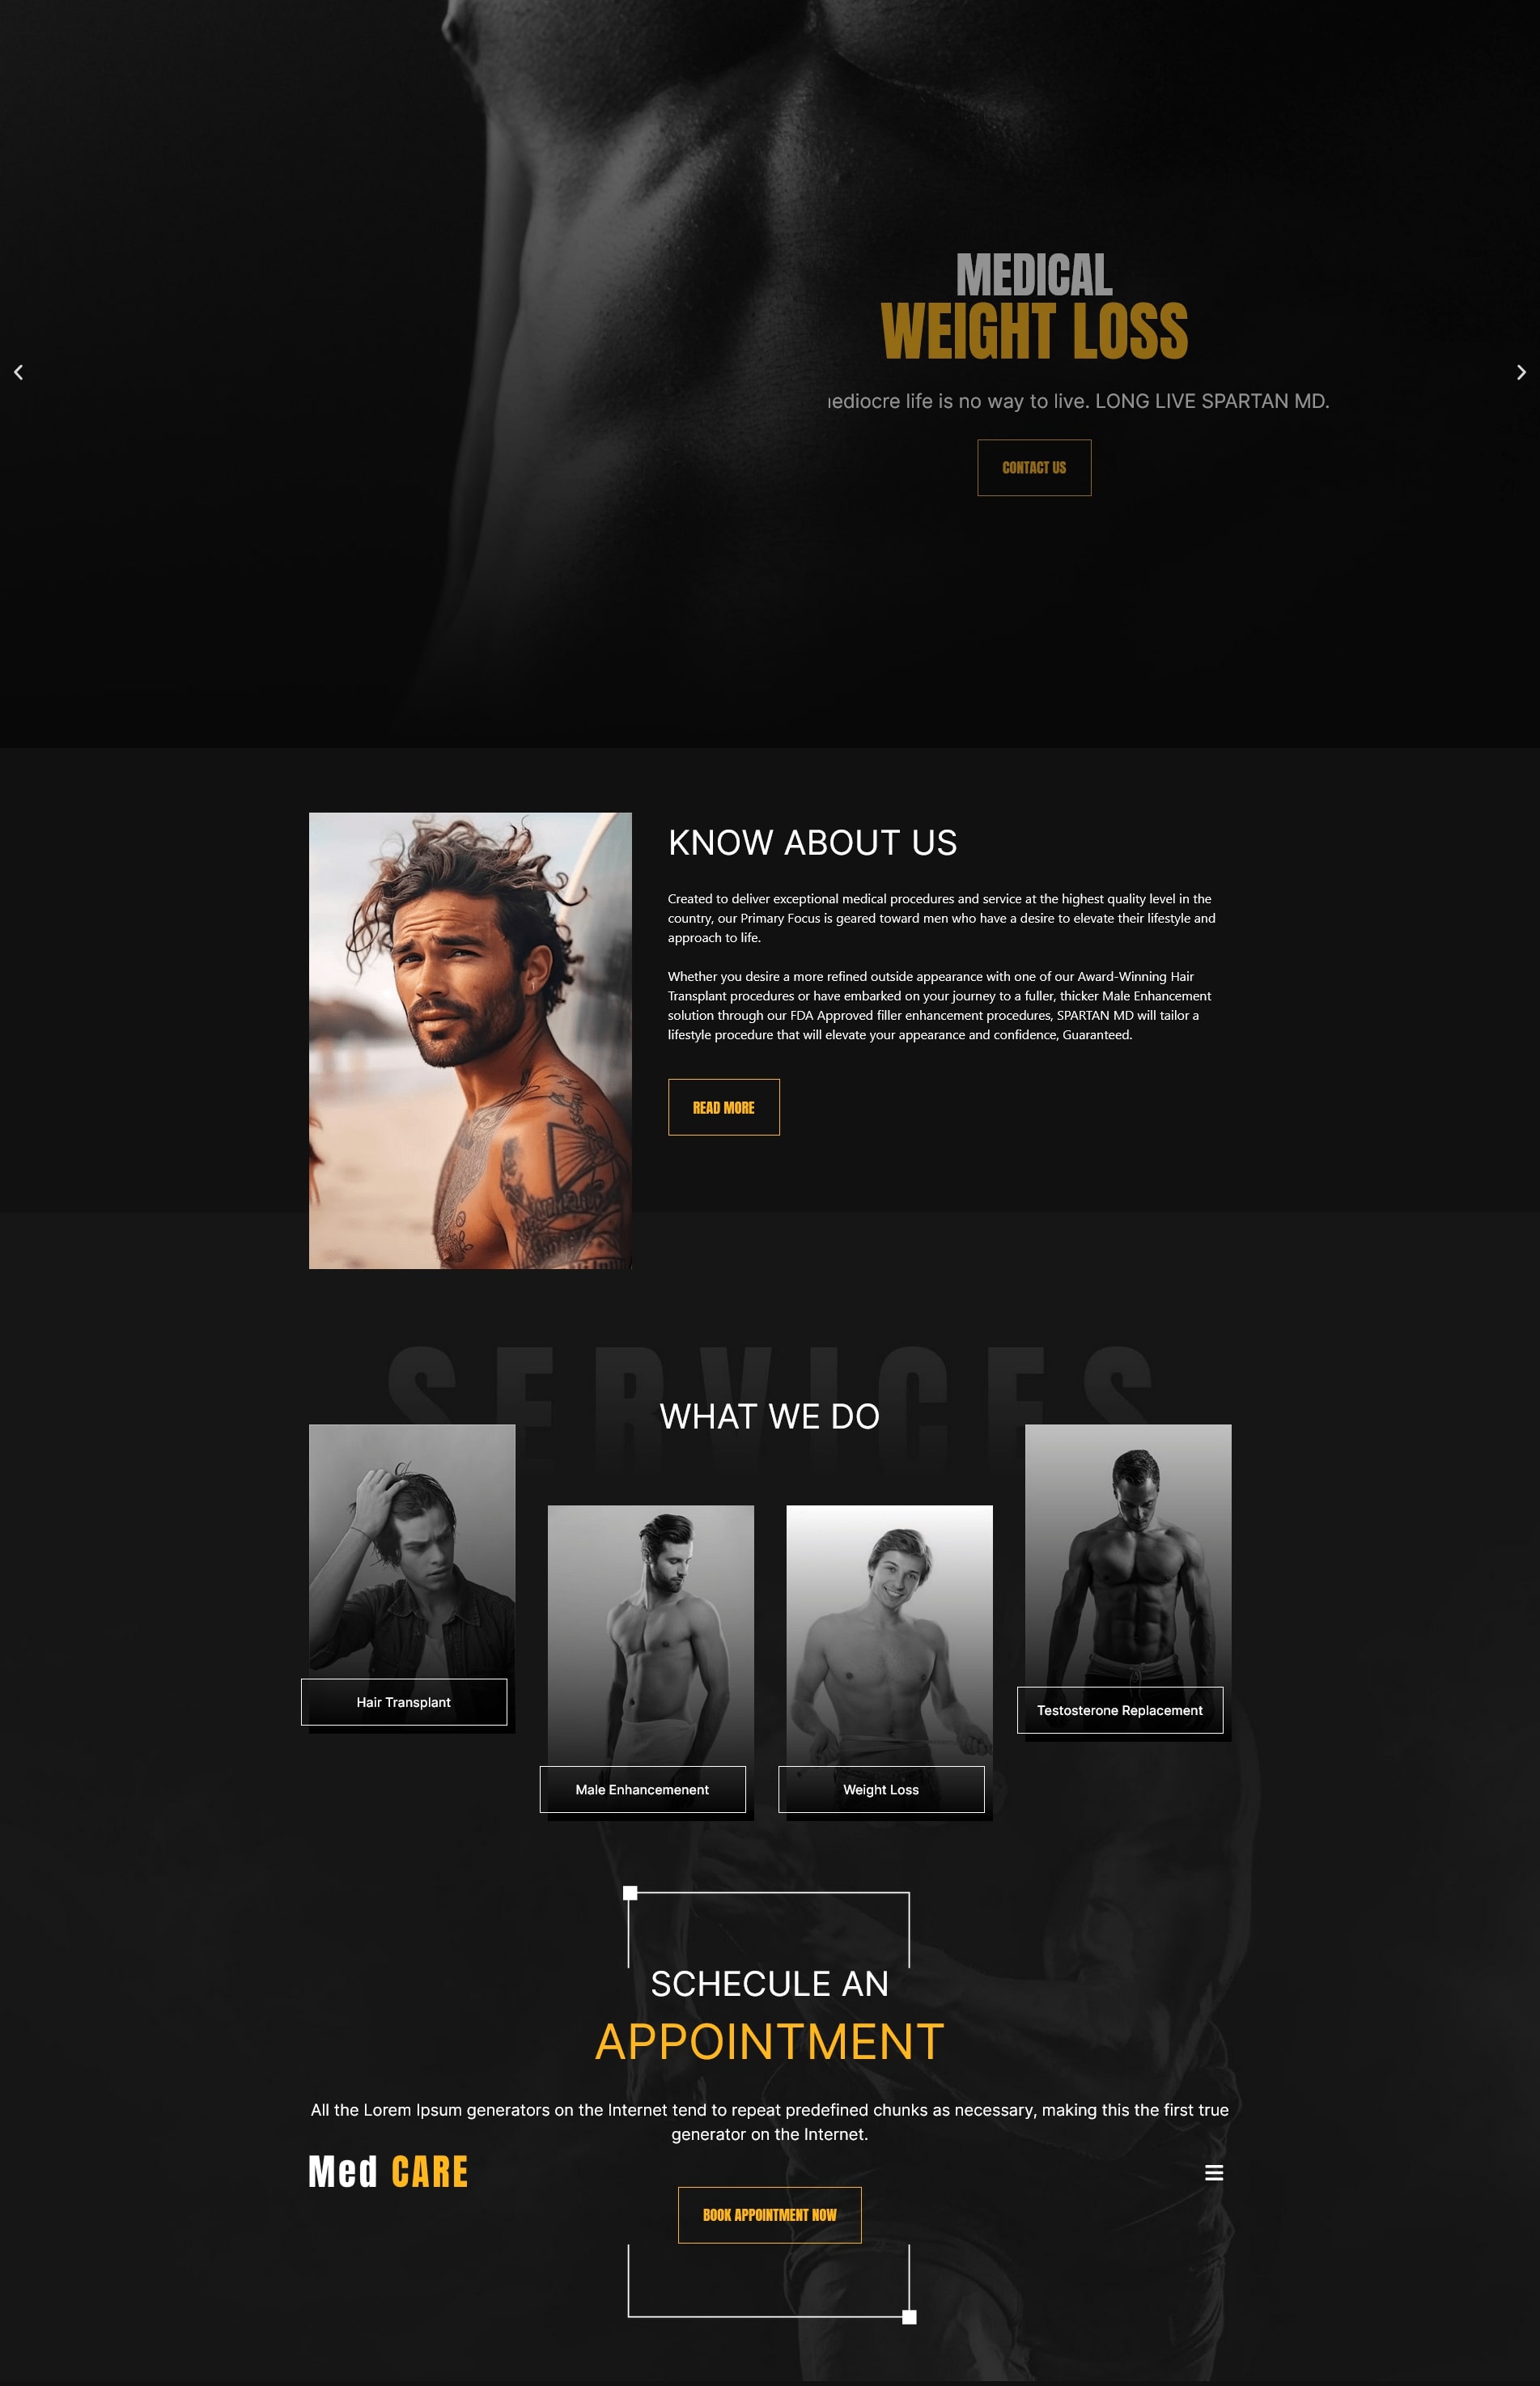 MEDICAL
WEIGHT LOSS
life is no way to live. LONG LIVE SPARTAN MD.
CONTACT US
KNOW ABOUT US
Created to deliver exceptional medical procedures and service at the highest quality level in the
country, our Primary Focus is geared toward men who have a desire to elevate their lifestyle and
approach to life.
Whether you desire a more refined outside appearance with one of our Award-Winning Hair
Transplant procedures or have embarked on your journey to a fuller, thicker Male Enhancement
solution through our FDA Approved filler enhancement procedures, SPARTAN MD will tailor a
lifestyle procedure that will elevate your appearance and confidence, Guaranteed.
READ MORE
SERVICES
WHAT WE DO
Hair Transplant
Male Enhancemenent
Weight Loss
Testosterone Replacement
SCHECULE AN
APPOINTMENT
All the Lorem Ipsum generators on the Internet tend to repeat predefined chunks as necessary, making this the first true
generator on the Internet.
Med CARE
BOOK APPOINTMENT NOW